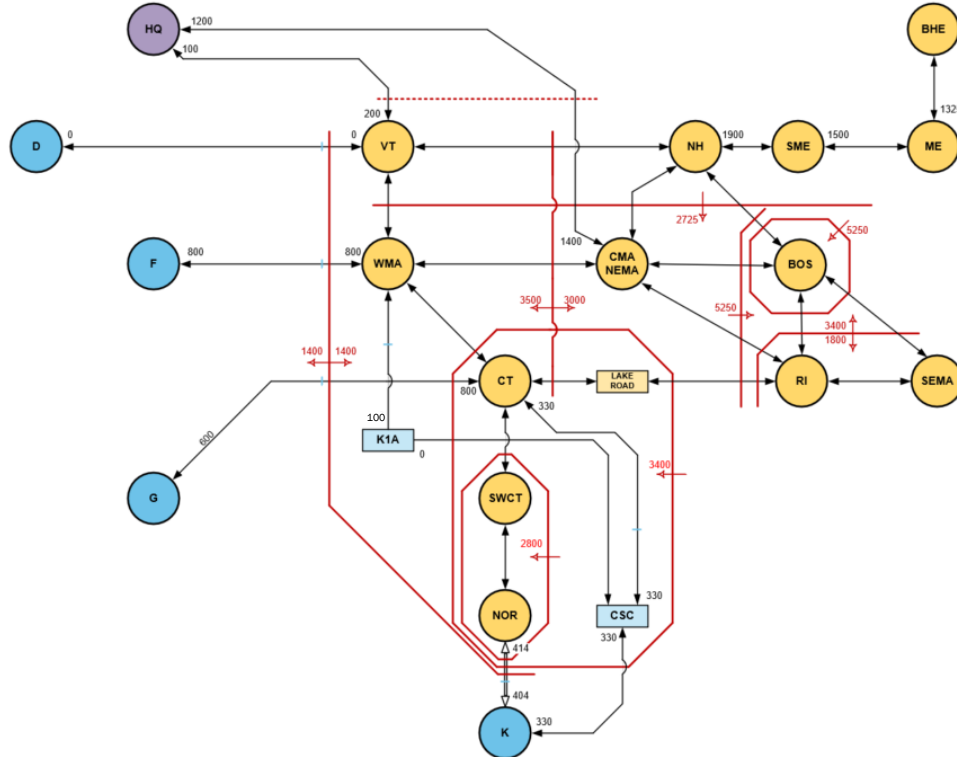 HQ
1200
100
BHE
132
200
D
0
0
VT
NH
1900
SME
1500
ME
2725
5250
F
800
800
WMA
1400
CMA
NEMA
BOS
3500
3000
5250
3400
1800
1400
1400
CT
800
330
LAKE
ROAD
RI
SEMA
600
100
K1A
0
3400
G
SWCT
2800
NOR
330
CSC
330
414
404
K
330